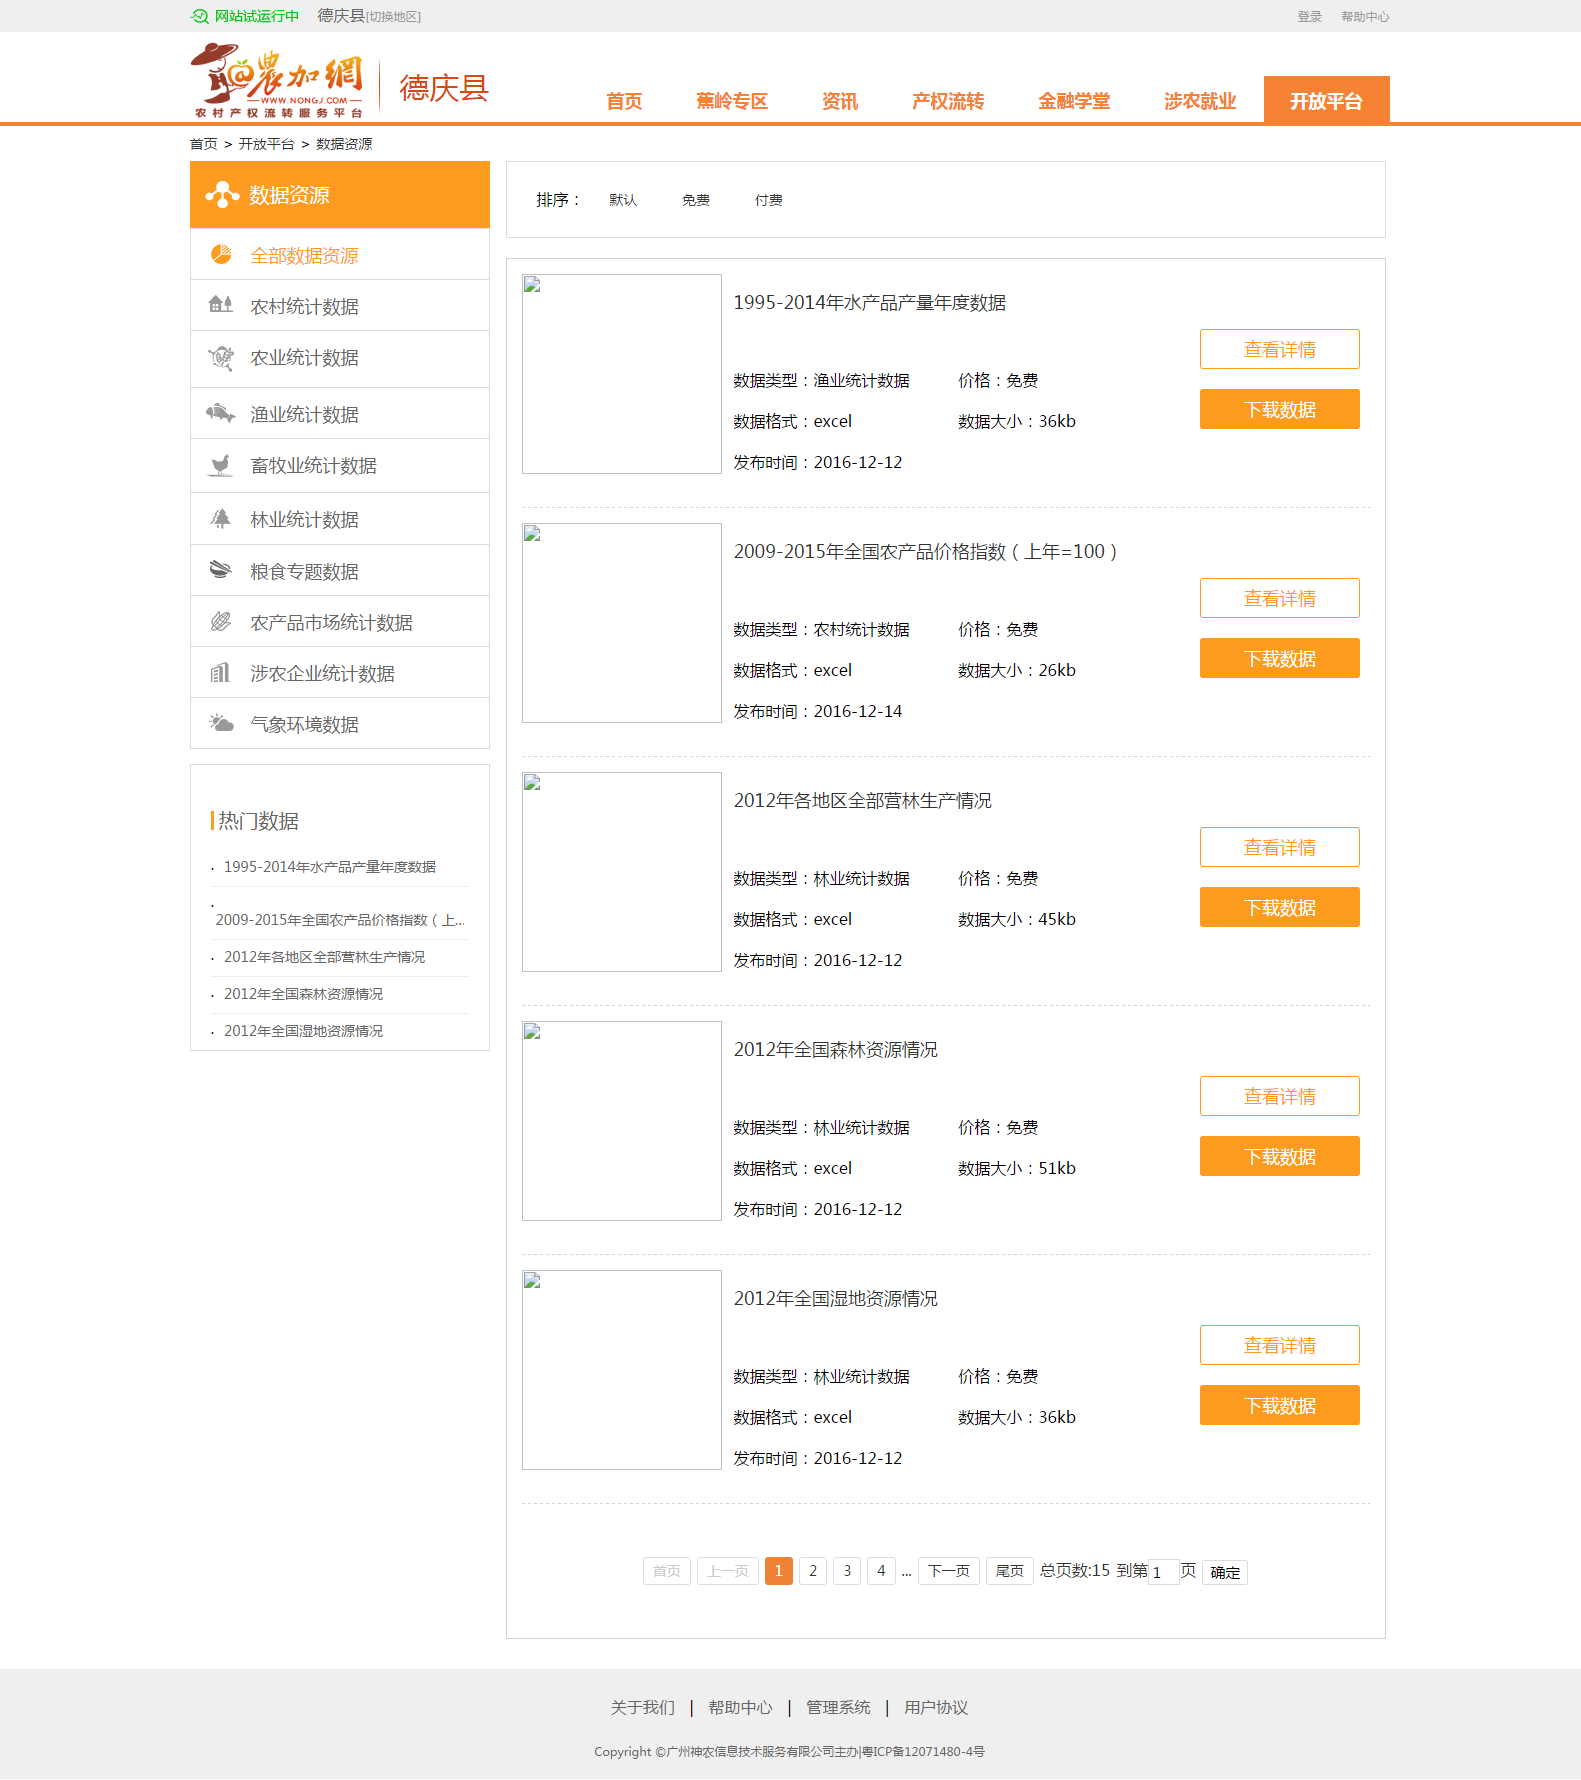 网站试运行中 德庆县[切换地区] 登录 帮助中心
@農加網
WWW.NONGJ.COM
农村产权流转服务平台
德庆县
首页 蕉岭专区 资讯 产权流转 金融学堂 涉农就业 开放平台
首页 > 开放平台 > 数据资源
数据资源
全部数据资源
农村统计数据
农业统计数据
渔业统计数据
畜牧业统计数据
林业统计数据
粮食专题数据
农产品市场统计数据
涉农企业统计数据
气象环境数据
热门数据
· 1995-2014年水产品产量年度数据
· 2009-2015年全国农产品价格指数（上...
· 2012年各地区全部营林生产情况
· 2012年全国森林资源情况
· 2012年全国湿地资源情况
排序： 默认 免费 付费
1995-2014年水产品产量年度数据
查看详情
数据类型：渔业统计数据 价格：免费
下载数据
数据格式：excel 数据大小：36kb
发布时间：2016-12-12
2009-2015年全国农产品价格指数（上年=100）
查看详情
数据类型：农村统计数据 价格：免费
下载数据
数据格式：excel 数据大小：26kb
发布时间：2016-12-14
2012年各地区全部营林生产情况
查看详情
数据类型：林业统计数据 价格：免费
下载数据
数据格式：excel 数据大小：45kb
发布时间：2016-12-12
2012年全国森林资源情况
查看详情
数据类型：林业统计数据 价格：免费
下载数据
数据格式：excel 数据大小：51kb
发布时间：2016-12-12
2012年全国湿地资源情况
查看详情
数据类型：林业统计数据 价格：免费
下载数据
数据格式：excel 数据大小：36kb
发布时间：2016-12-12
首页 上一页 1 2 3 4 ... 下一页 尾页 总页数:15 到第1页 确定
关于我们 | 帮助中心 | 管理系统 | 用户协议
Copyright ©广州神农信息技术服务有限公司主办|粤ICP备12071480-4号